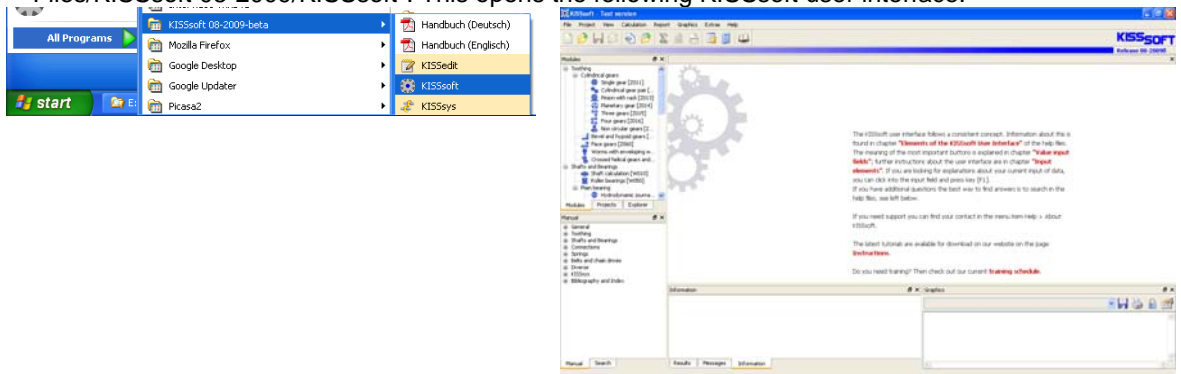 Files/KISSsoft 08-2009/KISSsoft". This opens the following KISSsoft user interface:
All Programs
KISSsoft 08-2009-beta
Mozilla Firefox
Google Desktop
Google Updater
Picasa2
Handbuch (Deutsch)
Handbuch (Englisch)
KISSedit
KISSsoft
KISSsys
start
E:
KISSsoft - Test version
File Project View Calculation Report Graphics Extras Help
KISSSOFT
Release 08-2009B
Modules
Toothing
Cylindrical gears
Single gear [Z011]
Cylindrical gear pair [...
Pinion with rack [Z013]
Planetary gear [Z014]
Three gears [Z015]
Four gears [Z016]
Non circular gears [Z...
Bevel and hypoid gears [...
Face gears [Z060]
Worms with enveloping w...
Crossed helical gears and...
Shafts and Bearings
Shaft calculation [W010]
Roller bearings [W050]
Plain bearing
Hydrodynamic journa...
Modules Projects Explorer
Manual
General
Toothing
Shafts and Bearings
Connections
Springs
Belts and chain drives
Diverse
KISSsys
Bibliography and Index
Manual Search
The KISSsoft user interface follows a consistent concept. Information about this is
found in chapter "Elements of the KISSsoft User Interface" of the help files.
The meaning of the most important buttons is explained in chapter "Value input
fields"; further instructions about the user interface are in chapter "Input
elements". If you are looking for explanations about your current input of data,
you can click into the input field and press key [F1].
If you have additional questions the best way to find answers is to search in the
help files, see left below.
If you need support you can find your contact in the menu item Help > About
KISSsoft.
The latest tutorials are available for download on our website on the page
Instructions.
Do you need training? Then check out our current training schedule.
Information
Graphics
Results Messages Information